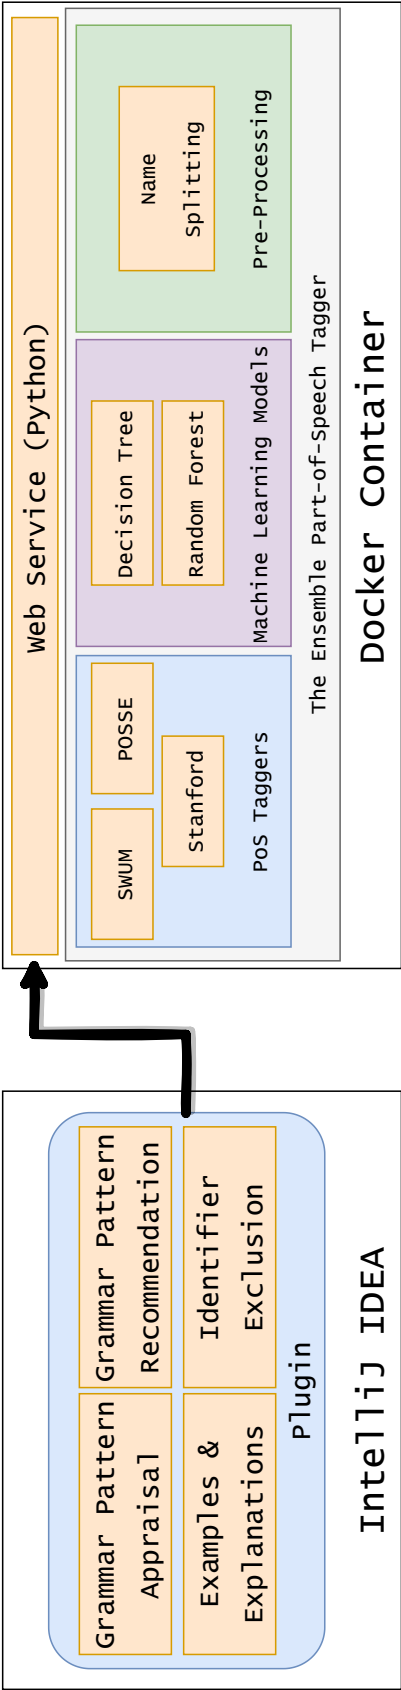 Grammar Pattern
Appraisal
Grammar Pattern
Recommendation
Examples &
Explanations
Identifier
Exclusion
Plugin
IntelliJ IDEA
Web Service (Python)
SWUM
POSSE
Stanford
PoS Taggers
Decision Tree
Random Forest
Machine Learning Models
Name
Splitting
Pre-Processing
The Ensemble Part-of-Speech Tagger
Docker Container